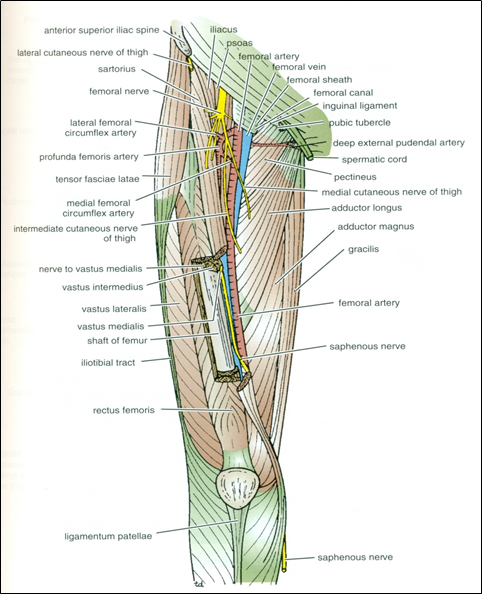 anterior superior iliac spine
lateral cutaneous nerve of thigh
sartorius
femoral nerve
lateral femoral
circumflex artery
profunda femoris artery
tensor fasciae latae
medial femoral
circumflex artery
intermediate cutaneous nerve
of thigh
nerve to vastus medialis
vastus intermedius
vastus lateralis
vastus medialis
shaft of femur
iliotibial tract
rectus femoris
ligamentum patellae
iliacus
psoas
femoral artery
femoral vein
femoral sheath
femoral canal
inguinal ligament
pubic tubercle
deep external pudendal artery
spermatic cord
pectineus
medial cutaneous nerve of thigh
adductor longus
adductor magnus
gracilis
femoral artery
saphenous nerve
saphenous nerve
td